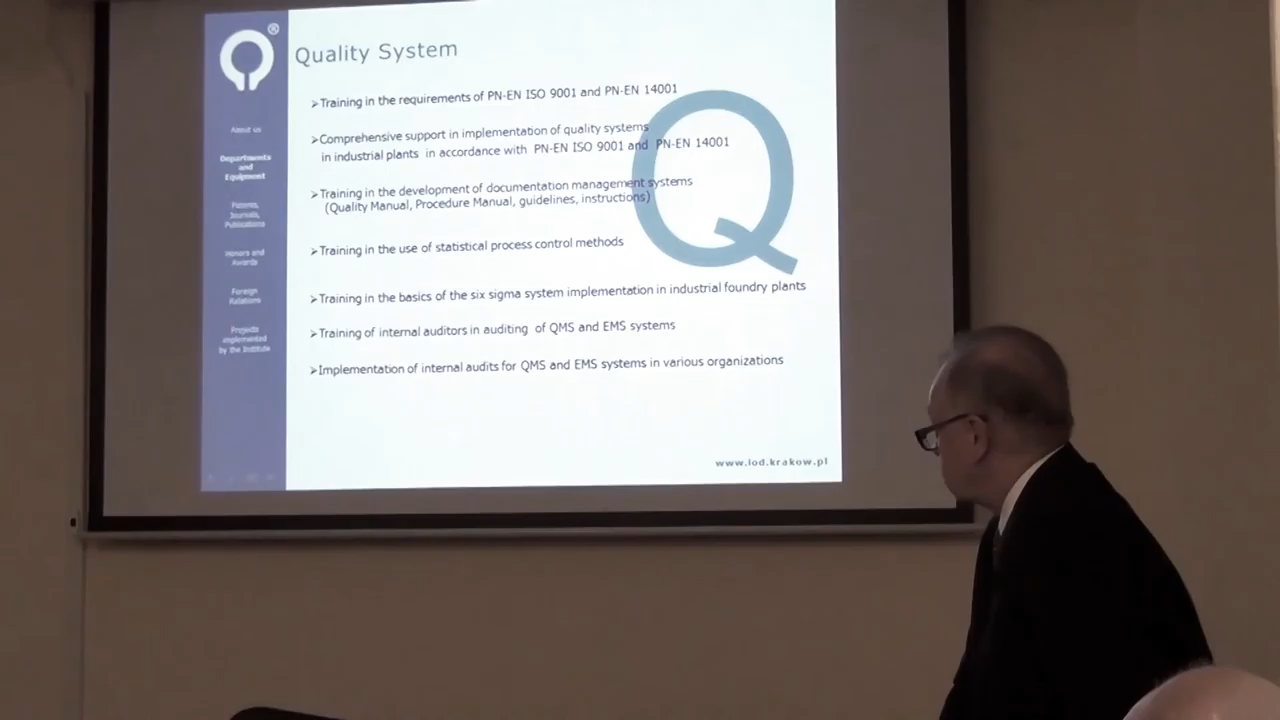 ®
Quality System
About us
Departments
and
Equipment
Patents,
Journals,
Publications
Honors and
Awards
Foreign
Relations
Projects
implemented
by the Institute
➢Training in the requirements of PN-EN ISO 9001 and PN-EN 14001
➢Comprehensive support in implementation of quality systems
in industrial plants in accordance with PN-EN ISO 9001 and PN-EN 14001
➢Training in the development of documentation management systems
(Quality Manual, Procedure Manual, guidelines, instructions)
➢Training in the use of statistical process control methods
➢Training in the basics of the six sigma system implementation in industrial foundry plants
➢Training of internal auditors in auditing of QMS and EMS systems
➢Implementation of internal audits for QMS and EMS systems in various organizations
Q
www.iod.krakow.pl